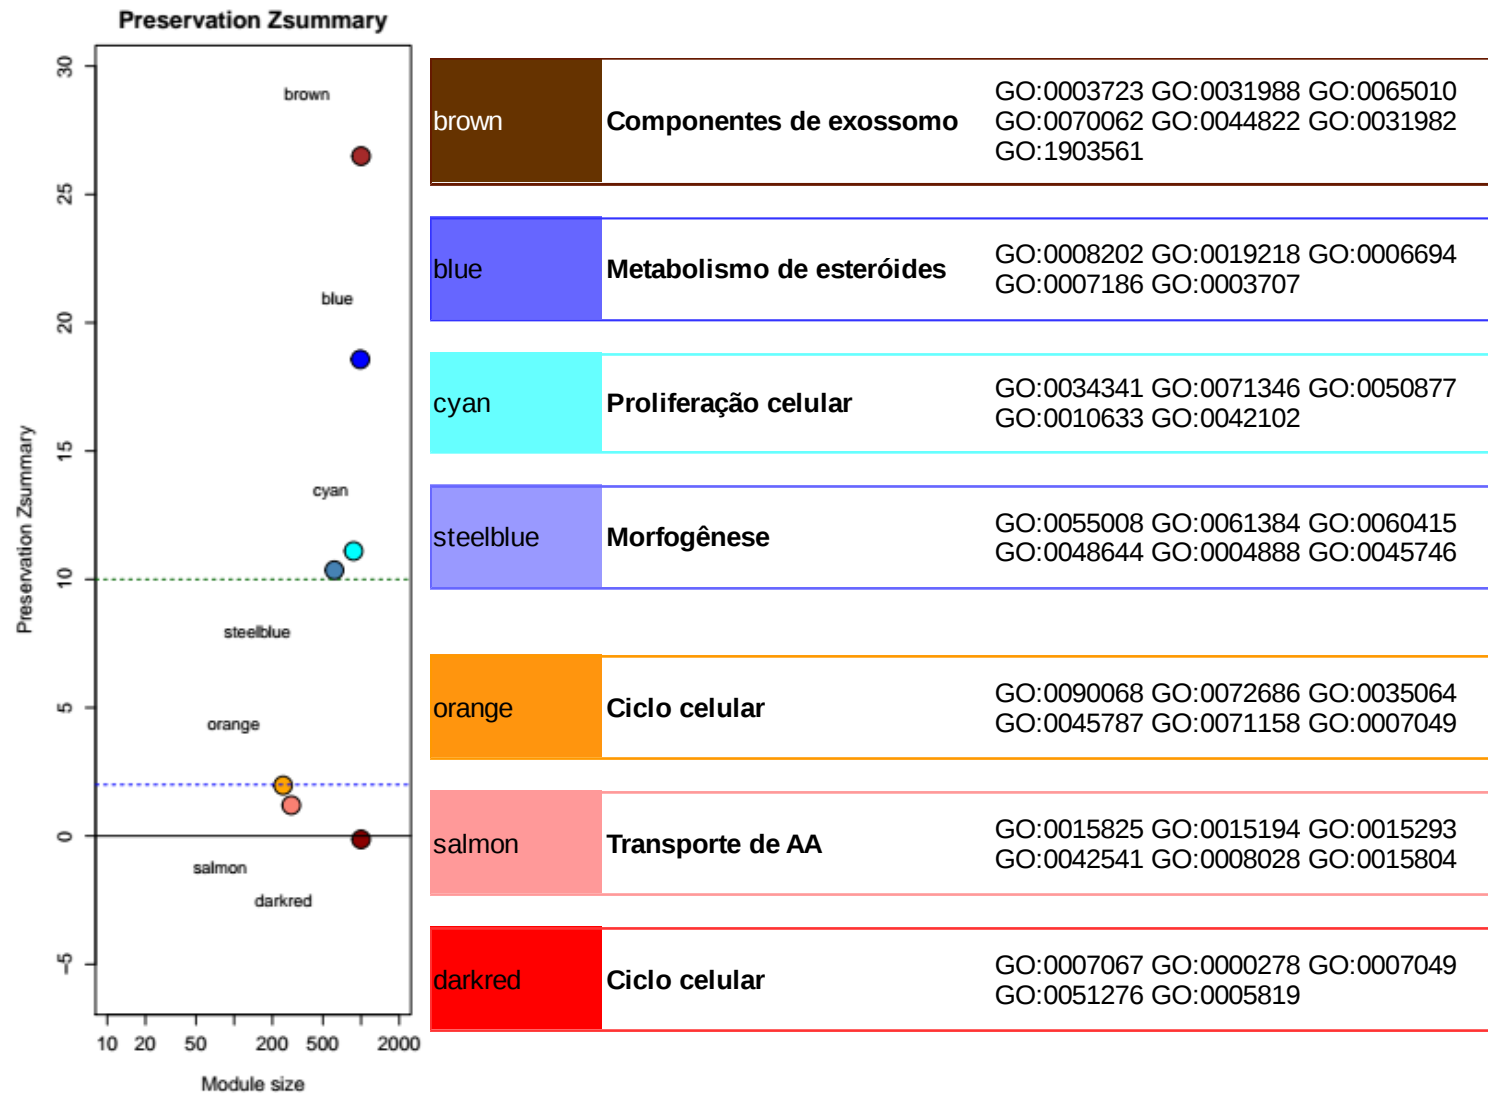 Preservation Zsummary
Preservation Zsummary
30
25
20
15
10
5
0
-5
brown
blue
cyan
steelblue
orange
salmon
darkred
10 20 50 200 500 2000
Module size
brown
Componentes de exossomo
GO:0003723 GO:0031988 GO:0065010
GO:0070062 GO:0044822 GO:0031982
GO:1903561
blue
Metabolismo de esteróides
GO:0008202 GO:0019218 GO:0006694
GO:0007186 GO:0003707
cyan
Proliferação celular
GO:0034341 GO:0071346 GO:0050877
GO:0010633 GO:0042102
steelblue
Morfogênese
GO:0055008 GO:0061384 GO:0060415
GO:0048644 GO:0004888 GO:0045746
orange
Ciclo celular
GO:0090068 GO:0072686 GO:0035064
GO:0045787 GO:0071158 GO:0007049
salmon
Transporte de AA
GO:0015825 GO:0015194 GO:0015293
GO:0042541 GO:0008028 GO:0015804
darkred
Ciclo celular
GO:0007067 GO:0000278 GO:0007049
GO:0051276 GO:0005819